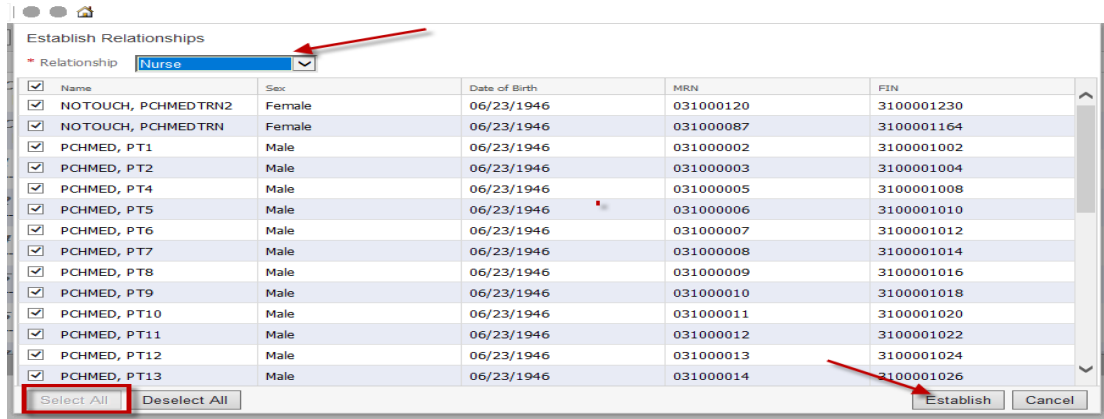 Establish Relationships
* Relationship Nurse
Name Sex Date of Birth MRN FIN
NOTOUCH, PCHMEDTRN2 Female 06/23/1946 031000120 3100001230
NOTOUCH, PCHMEDTRN Female 06/23/1946 031000087 3100001164
PCHMED, PT1 Male 06/23/1946 031000002 3100001002
PCHMED, PT2 Male 06/23/1946 031000003 3100001004
PCHMED, PT4 Male 06/23/1946 031000005 3100001008
PCHMED, PT5 Male 06/23/1946 031000006 3100001010
PCHMED, PT6 Male 06/23/1946 031000007 3100001012
PCHMED, PT7 Male 06/23/1946 031000008 3100001014
PCHMED, PT8 Male 06/23/1946 031000009 3100001016
PCHMED, PT9 Male 06/23/1946 031000010 3100001018
PCHMED, PT10 Male 06/23/1946 031000011 3100001020
PCHMED, PT11 Male 06/23/1946 031000012 3100001022
PCHMED, PT12 Male 06/23/1946 031000013 3100001024
PCHMED, PT13 Male 06/23/1946 031000014 3100001026
Select All Deselect All Establish Cancel